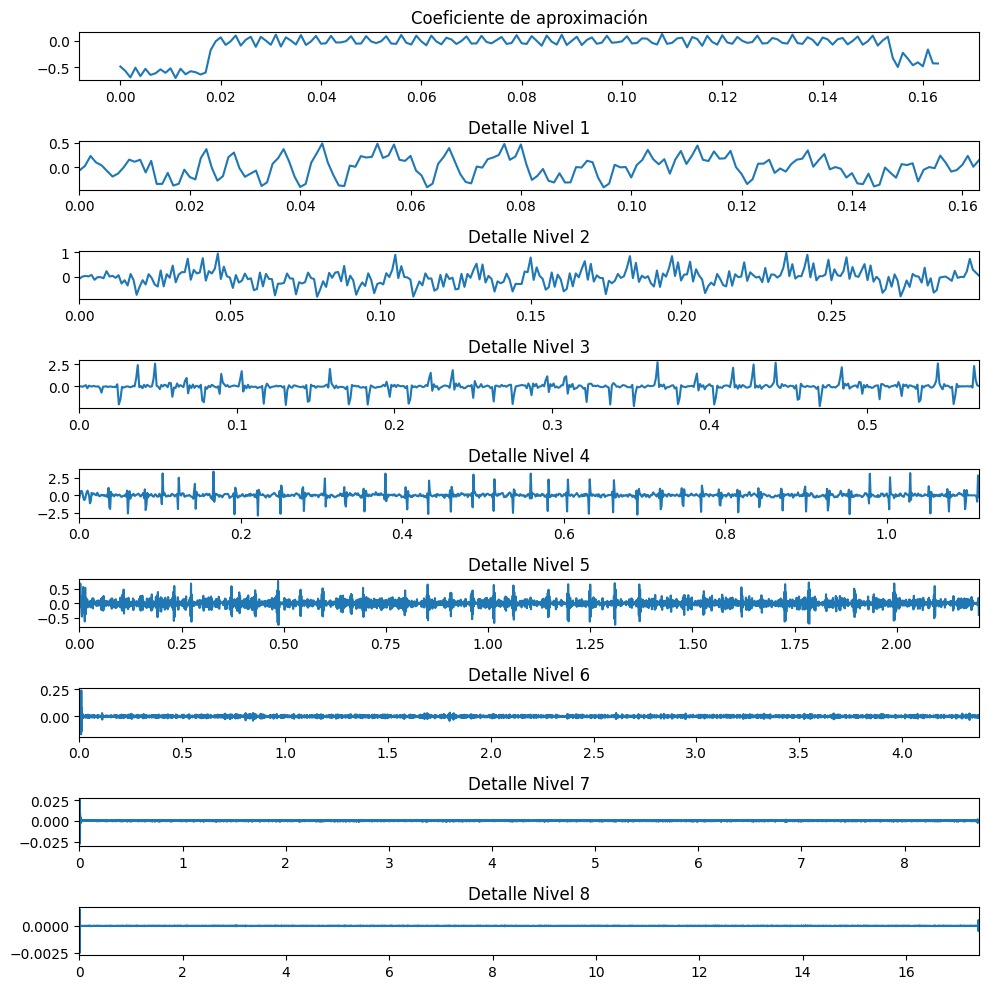 Coeficiente de aproximación
0.0
−0.5
0.00 0.02 0.04 0.06 0.08 0.10 0.12 0.14 0.16
Detalle Nivel 1
0.5
0.0
0.00 0.02 0.04 0.06 0.08 0.10 0.12 0.14 0.16
Detalle Nivel 2
1
0
0.00 0.05 0.10 0.15 0.20 0.25
Detalle Nivel 3
2.5
0.0
0.0 0.1 0.2 0.3 0.4 0.5
Detalle Nivel 4
2.5
0.0
−2.5
0.0 0.2 0.4 0.6 0.8 1.0
Detalle Nivel 5
0.5
0.0
−0.5
0.00 0.25 0.50 0.75 1.00 1.25 1.50 1.75 2.00
Detalle Nivel 6
0.25
0.00
0.0 0.5 1.0 1.5 2.0 2.5 3.0 3.5 4.0
Detalle Nivel 7
0.025
0.000
−0.025
0 1 2 3 4 5 6 7 8
Detalle Nivel 8
0.0000
−0.0025
0 2 4 6 8 10 12 14 16